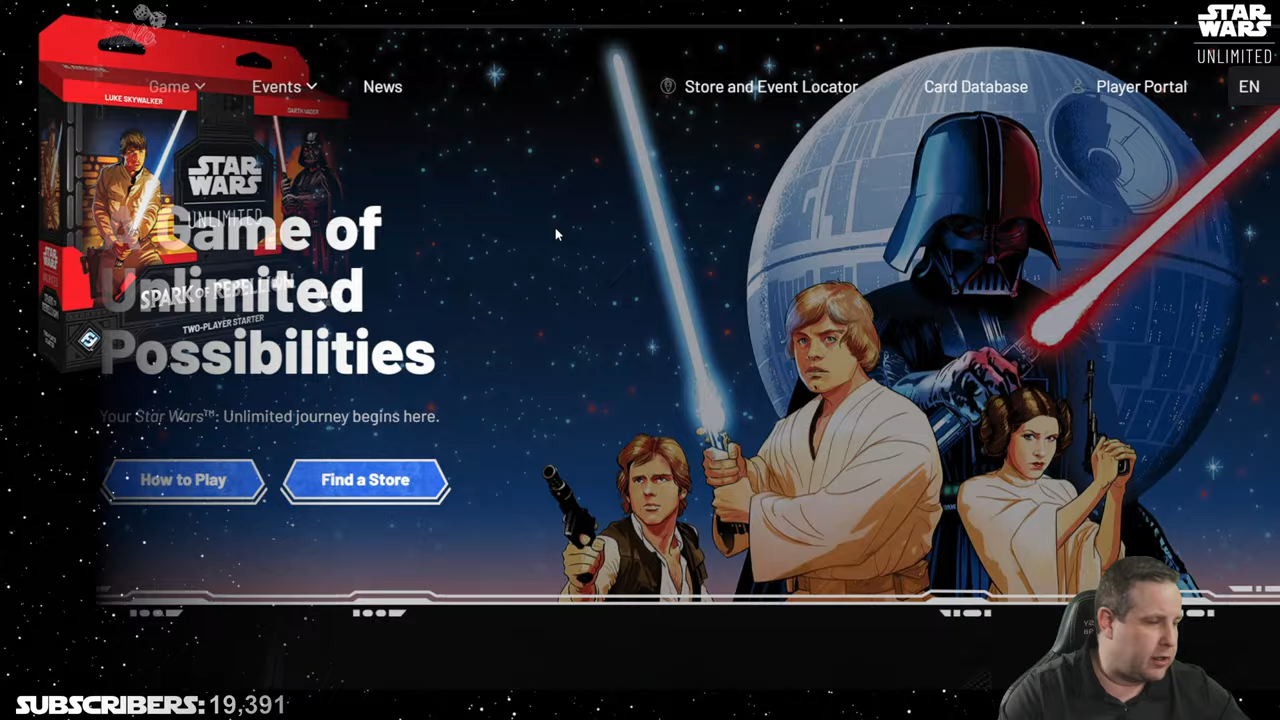 STAR
WARS
UNLIMITED
Game
Events
News
Store and Event Locator
Card Database
Player Portal
EN
LUKE SKYWALKER
DARTH VADER
STAR
WARS
UNLIMITED
A Game of
Unlimited
Possibilities
SPARK OF REBELLION
TWO-PLAYER STARTER
Your Star Wars™: Unlimited journey begins here.
How to Play
Find a Store
SUBSCRIBERS: 19,391